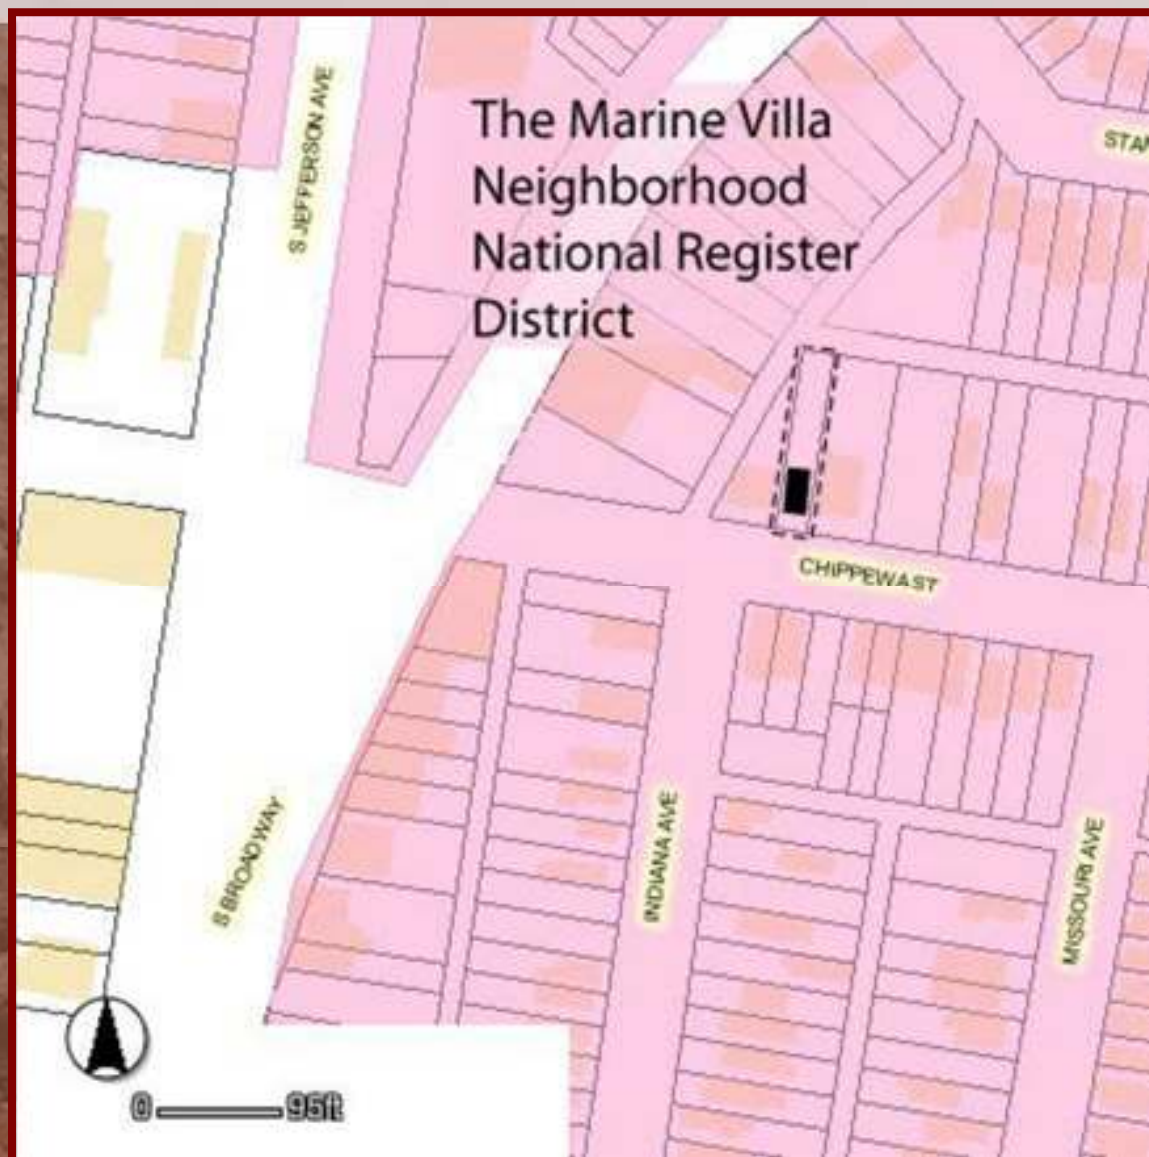 The Marine Villa
Neighborhood
National Register
District
S JEFFERSON AVE
CHIPPEWA ST
S BROADWAY
INDIANA AVE
MISSOURI AVE
0 95ft